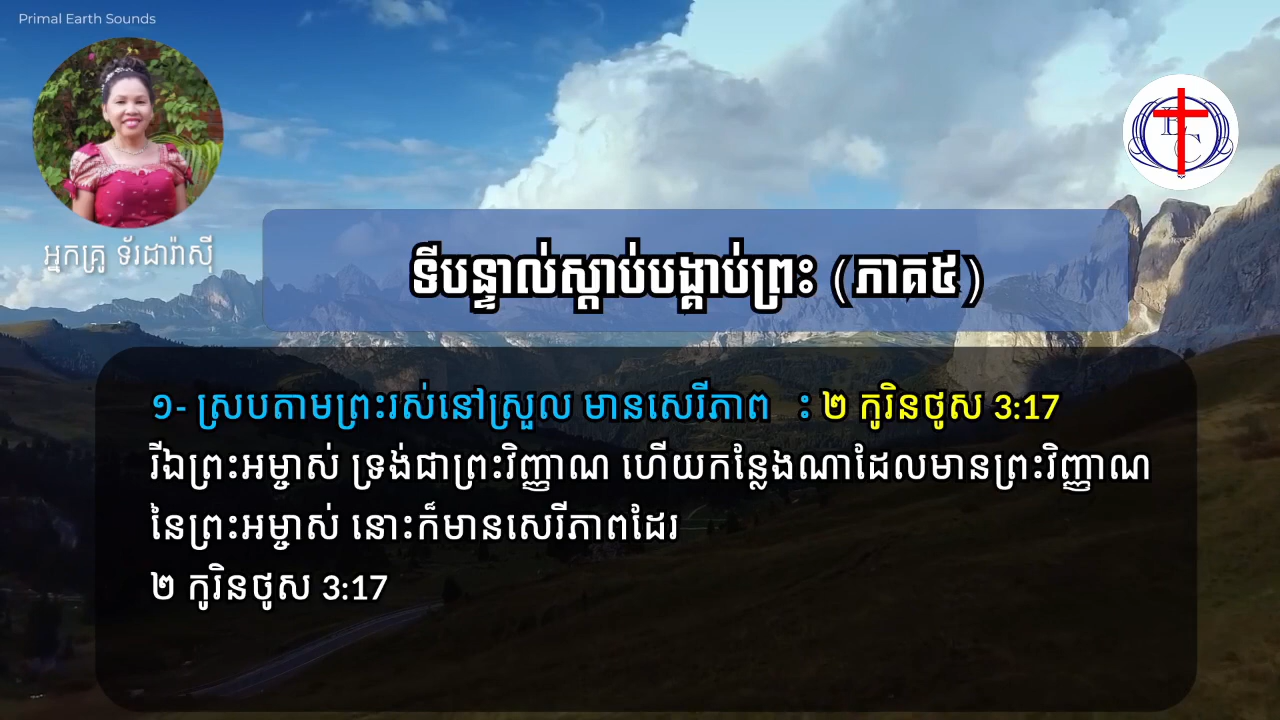 Primal Earth Sounds
អ្នកគ្រូ ទ័រដារ៉ាស៊ី
ទីបន្ទាល់ស្ដាប់បង្គាប់ព្រះ (ភាគ៥)
១- ស្របតាមព្រះរស់នៅស្រួល មានសេរីភាព ៖ ២ កូរិនថូស 3:17
រីឯព្រះអម្ចាស់ ទ្រង់ជាព្រះវិញ្ញាណ ហើយកន្លែងណាដែលមានព្រះវិញ្ញាណ
នៃព្រះអម្ចាស់ នោះក៏មានសេរីភាពដែរ
២ កូរិនថូស 3:17